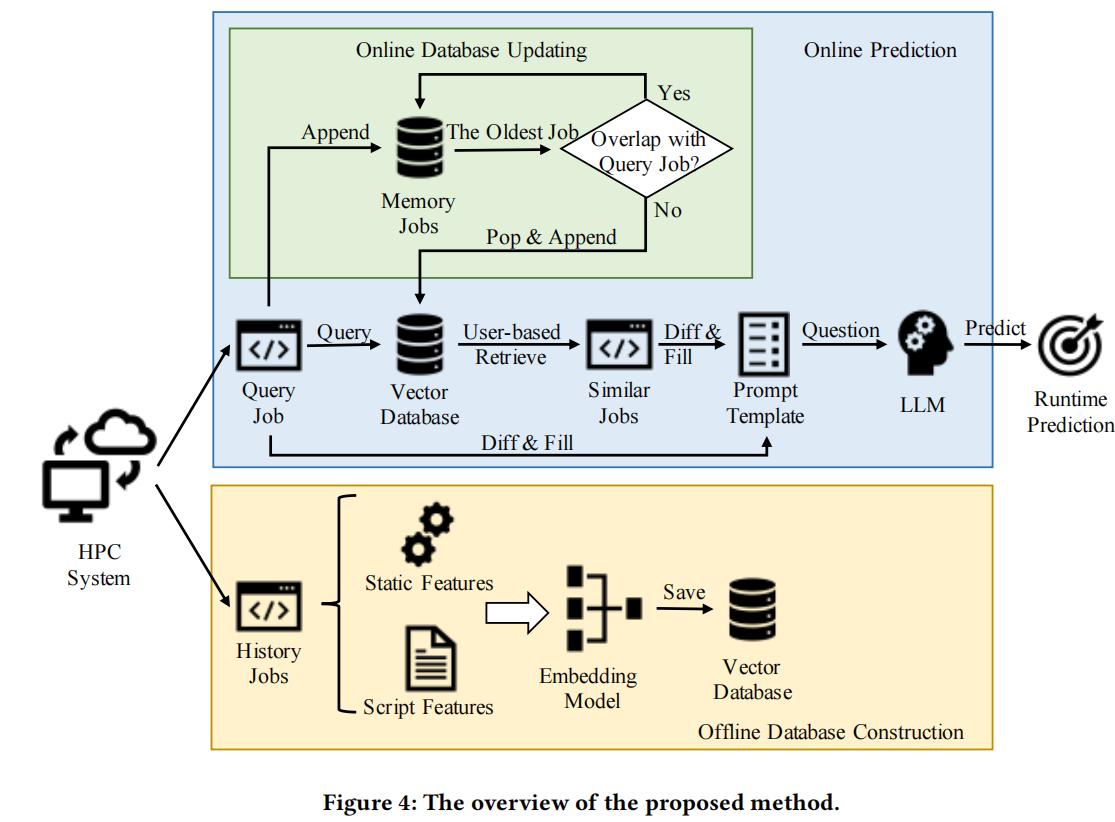 Online Database Updating
Online Prediction
Yes
Append
The Oldest Job
Overlap with
Query Job?
Memory
Jobs
No
Pop & Append
Query
User-based
Retrieve
Diff &
Fill
Question
Predict
Query
Job
Vector
Database
Similar
Jobs
Prompt
Template
LLM
Runtime
Prediction
Diff & Fill
HPC
System
Static Features
Save
History
Jobs
Script Features
Embedding
Model
Vector
Database
Offline Database Construction
Figure 4: The overview of the proposed method.